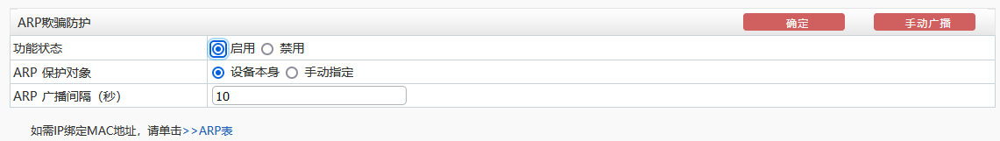 ARP欺骗防护 确定 手动广播
功能状态 启用 禁用
ARP 保护对象 设备本身 手动指定
ARP 广播间隔（秒） 10
如需IP绑定MAC地址，请单击>>ARP表